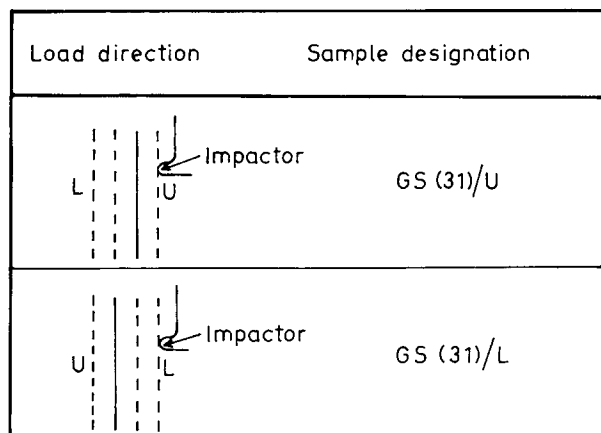 Load direction
Sample designation
Impactor
L
U
GS (31)/U
Impactor
U
L
GS (31)/L